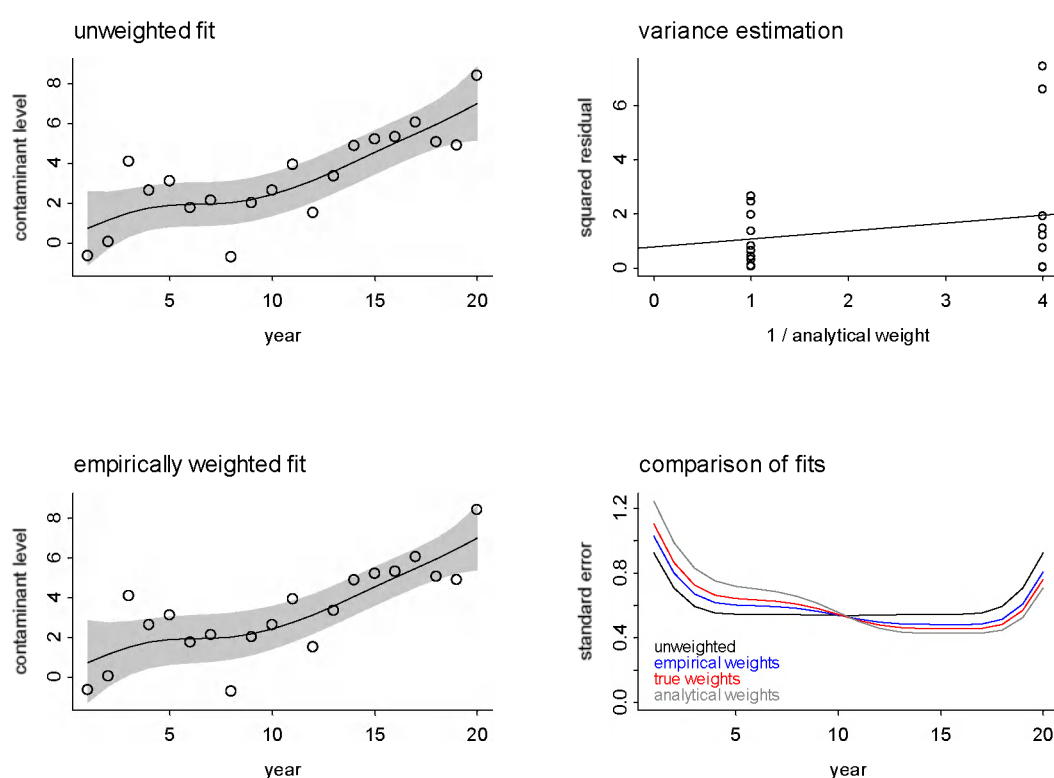 unweighted fit
contaminant level
8
6
4
2
0
5
10
15
20
year
variance estimation
squared residual
6
4
2
0
0
1
2
3
4
1 / analytical weight
empirically weighted fit
contaminant level
8
6
4
2
0
5
10
15
20
year
comparison of fits
standard error
1.2
0.8
0.4
0.0
unweighted
empirical weights
true weights
analytical weights
5
10
15
20
year